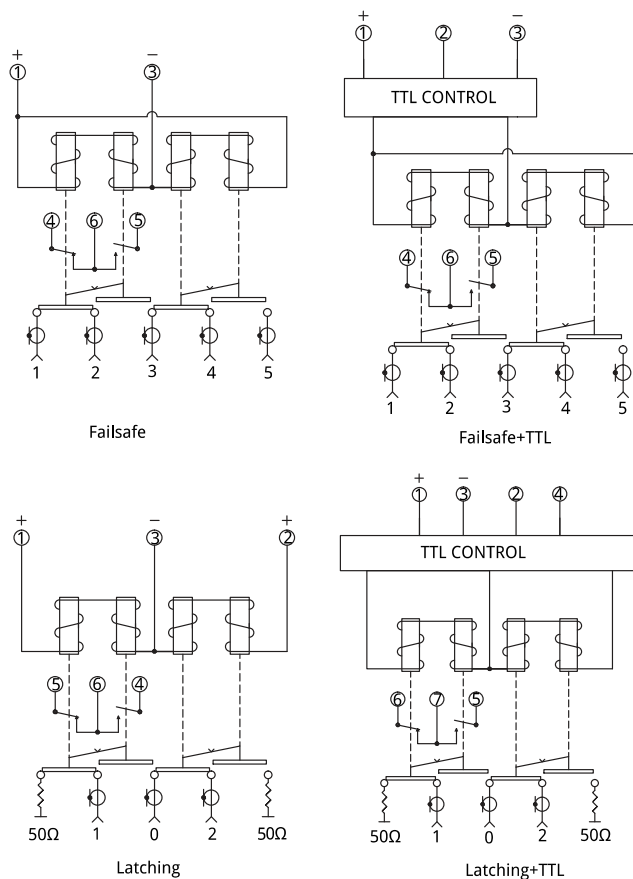 + −
① ③
④ ⑥ ⑤
1 2 3 4 5
Failsafe
+ −
① ② ③
TTL CONTROL
④ ⑥ ⑤
1 2 3 4 5
Failsafe+TTL
+ − +
① ③ ②
⑤ ⑥ ④
50Ω 1 0 2 50Ω
Latching
+ −
① ③ ② ④
TTL CONTROL
⑥ ⑦ ⑤
50Ω 1 0 2 50Ω
Latching+TTL